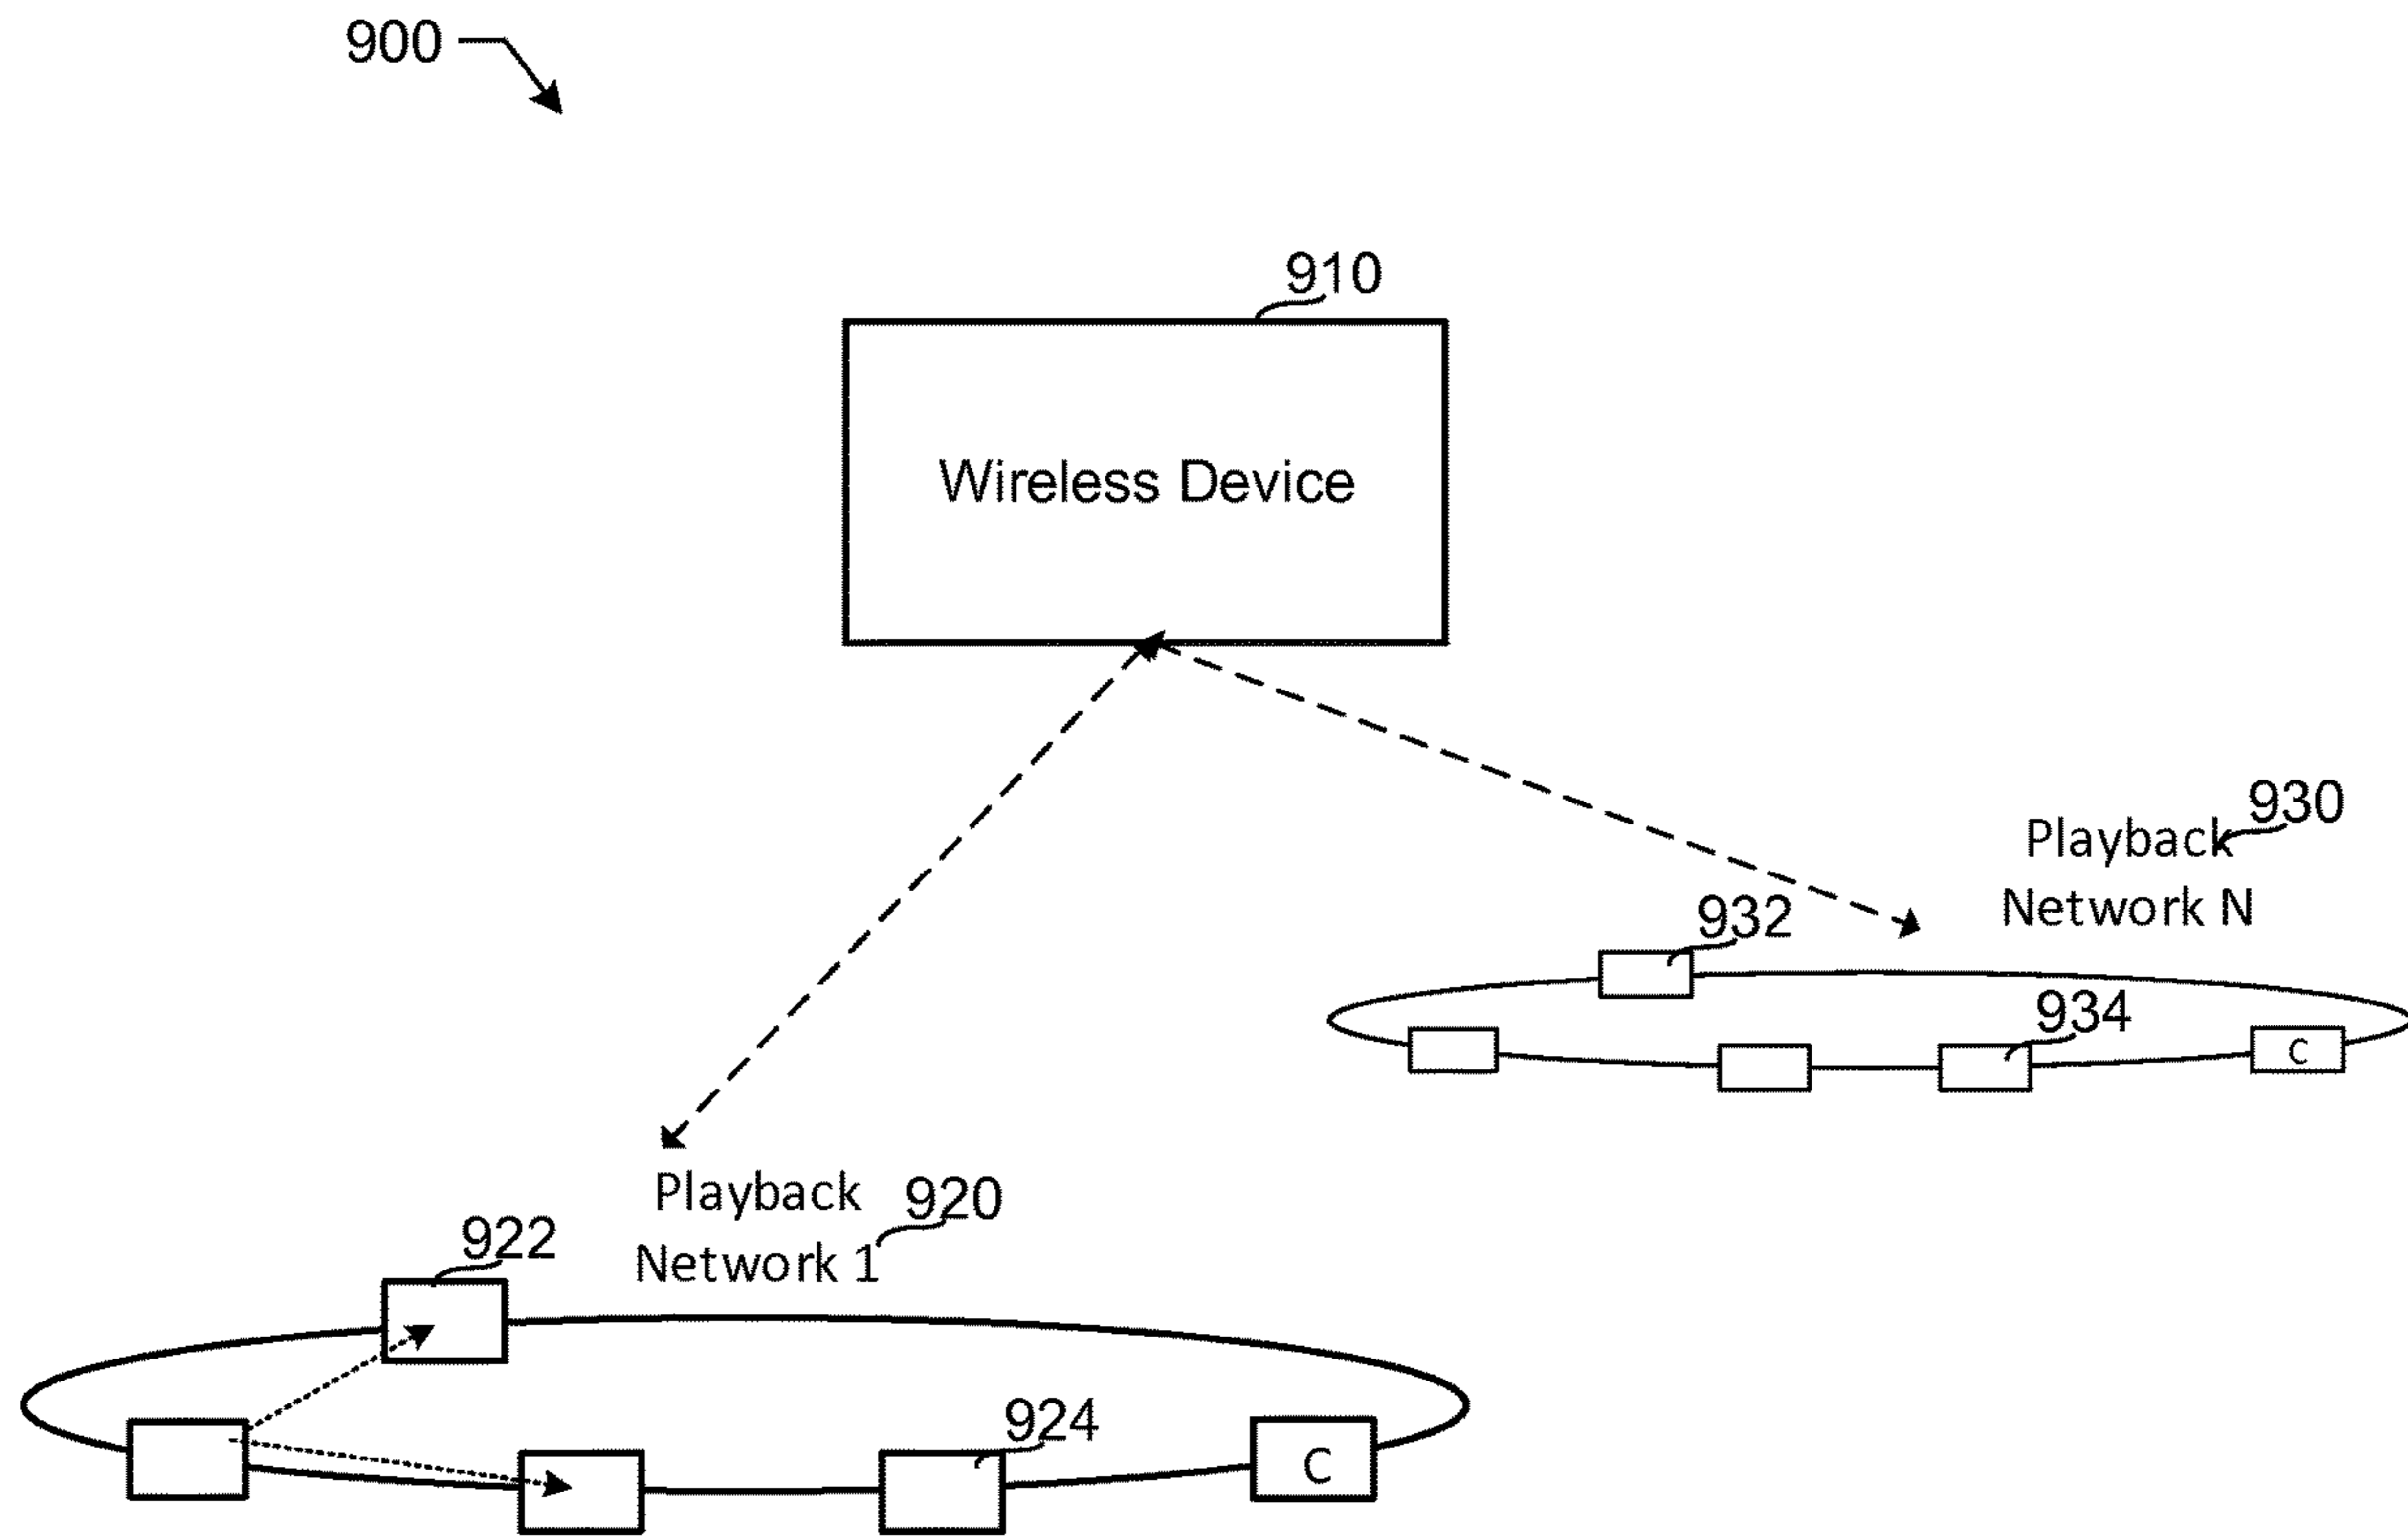 900
910
Wireless Device
930
Playback
Network N
932
934
C
Playback
Network 1
920
922
924
C